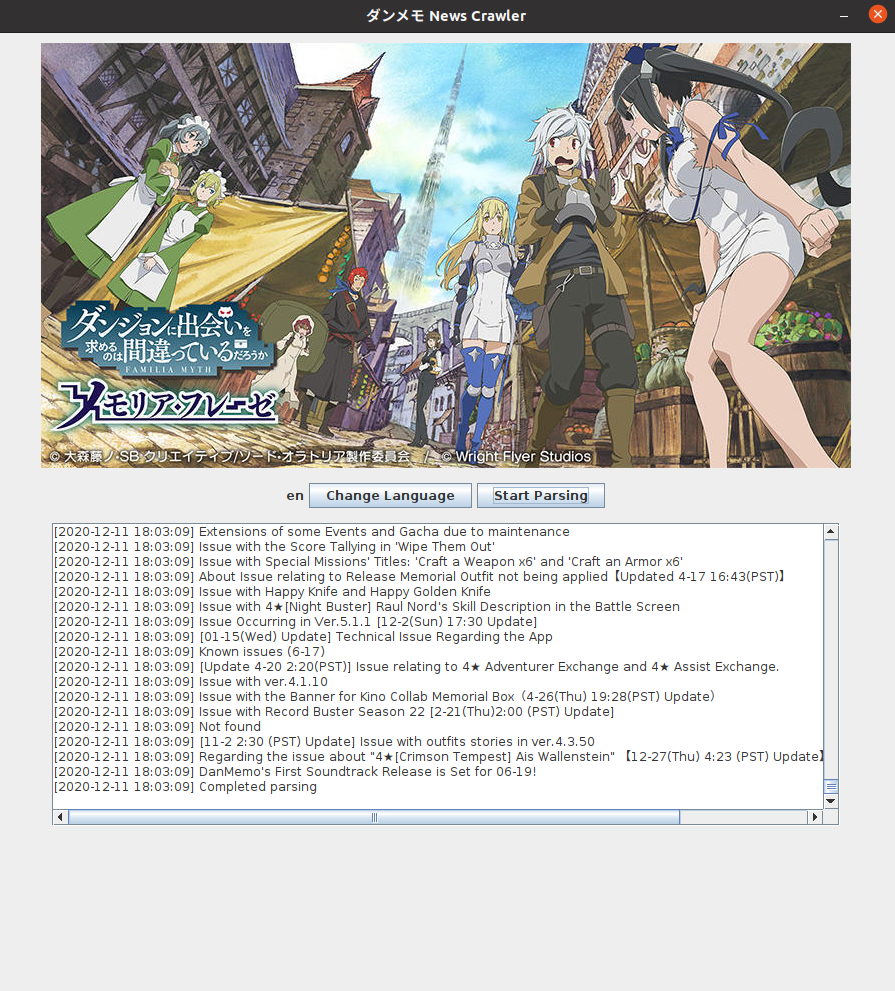 ダンメモ News Crawler
ダンジョンに出会いを
求めるのは間違っているだろうか
FAMILIA MYTH
メモリア・フレーゼ
© 大森藤ノ・SB クリエイティブ/ソード・オラトリア製作委員会 / © Wright Flyer Studios
en Change Language Start Parsing
[2020-12-11 18:03:09] Extensions of some Events and Gacha due to maintenance
[2020-12-11 18:03:09] Issue with the Score Tallying in 'Wipe Them Out'
[2020-12-11 18:03:09] Issue with Special Missions' Titles: 'Craft a Weapon x6' and 'Craft an Armor x6'
[2020-12-11 18:03:09] About Issue relating to Release Memorial Outfit not being applied【Updated 4-17 16:43(PST)】
[2020-12-11 18:03:09] Issue with Happy Knife and Happy Golden Knife
[2020-12-11 18:03:09] Issue with 4★[Night Buster] Raul Nord's Skill Description in the Battle Screen
[2020-12-11 18:03:09] Issue Occurring in Ver.5.1.1 [12-2(Sun) 17:30 Update]
[2020-12-11 18:03:09] [01-15(Wed) Update] Technical Issue Regarding the App
[2020-12-11 18:03:09] Known issues (6-17)
[2020-12-11 18:03:09] [Update 4-20 2:20(PST)] Issue relating to 4★ Adventurer Exchange and 4★ Assist Exchange.
[2020-12-11 18:03:09] Issue with ver.4.1.10
[2020-12-11 18:03:09] Issue with the Banner for Kino Collab Memorial Box（4-26(Thu) 19:28(PST) Update）
[2020-12-11 18:03:09] Issue with Record Buster Season 22 [2-21(Thu)2:00 (PST) Update]
[2020-12-11 18:03:09] Not found
[2020-12-11 18:03:09] [11-2 2:30 (PST) Update] Issue with outfits stories in ver.4.3.50
[2020-12-11 18:03:09] Regarding the issue about "4★[Crimson Tempest] Ais Wallenstein" 【12-27(Thu) 4:23 (PST) Update】
[2020-12-11 18:03:09] DanMemo's First Soundtrack Release is Set for 06-19!
[2020-12-11 18:03:09] Completed parsing